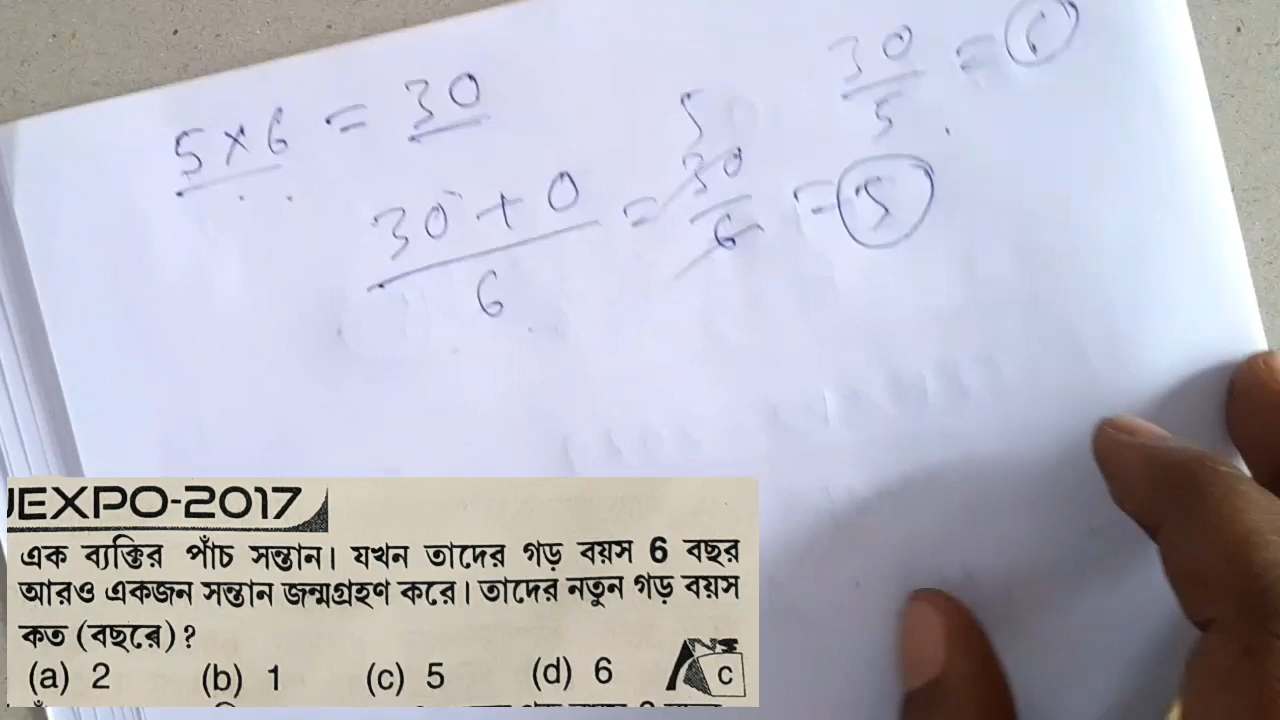 5 × 6 = 30
30/5 = 6
(30 + 0)/6 = 30/6 = 5
5
JEXPO-2017
এক ব্যক্তির পাঁচ সন্তান। যখন তাদের গড় বয়স 6 বছর
আরও একজন সন্তান জন্মগ্রহণ করে। তাদের নতুন গড় বয়স
কত (বছরে)?
(a) 2 (b) 1 (c) 5 (d) 6 ANS C